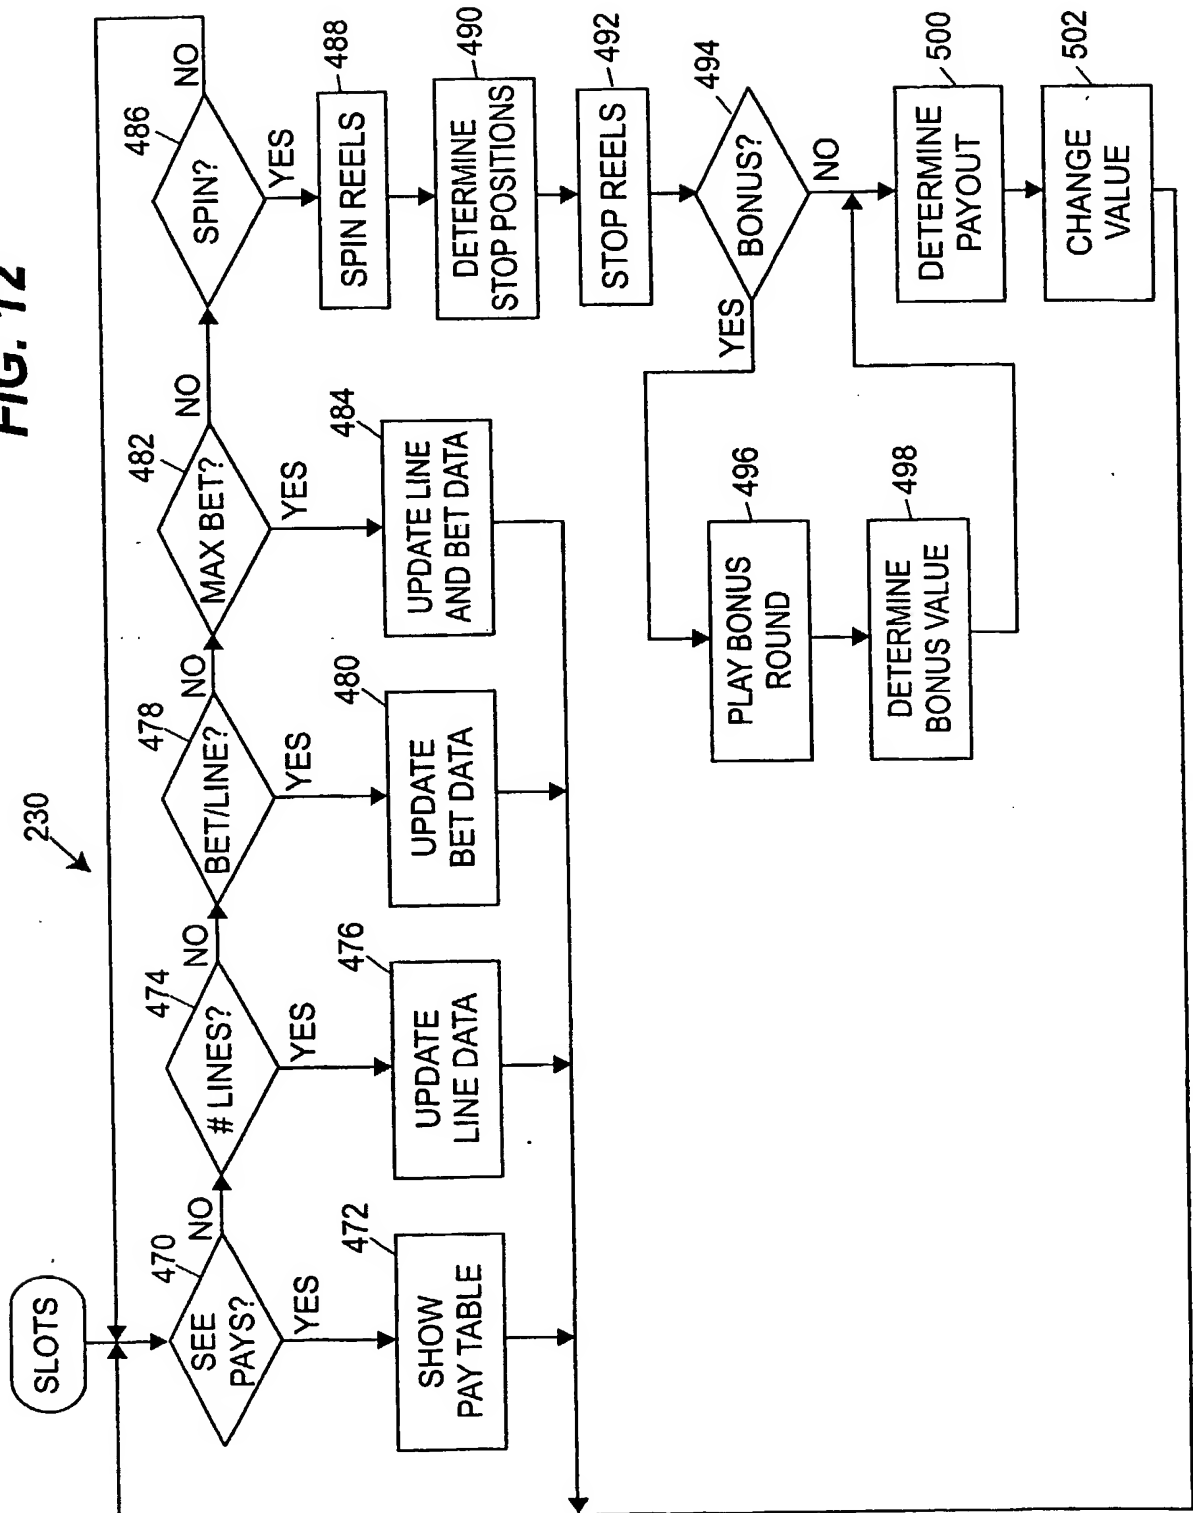 FIG. 12
230
SLOTS
470
SEE
PAYS?
NO
YES
472
SHOW
PAY TABLE
474
# LINES?
NO
YES
476
UPDATE
LINE DATA
478
BET/LINE?
NO
YES
480
UPDATE
BET DATA
482
MAX BET?
NO
YES
484
UPDATE LINE
AND BET DATA
486
SPIN?
NO
YES
488
SPIN REELS
490
DETERMINE
STOP POSITIONS
492
STOP REELS
494
BONUS?
YES
NO
496
PLAY BONUS
ROUND
498
DETERMINE
BONUS VALUE
500
DETERMINE
PAYOUT
502
CHANGE
VALUE